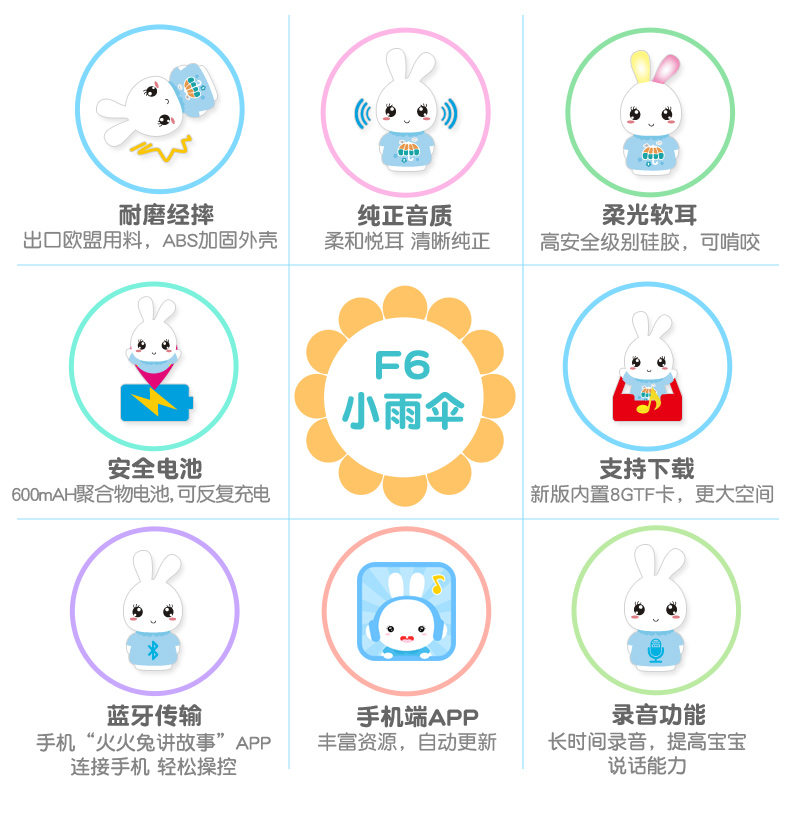 耐磨经摔
出口欧盟用料，ABS加固外壳
纯正音质
柔和悦耳 清晰纯正
柔光软耳
高安全级别硅胶，可啃咬
安全电池
600mAH聚合物电池,可反复充电
F6
小雨伞
支持下载
新版内置8GTF卡，更大空间
蓝牙传输
手机“火火兔讲故事”APP
连接手机 轻松操控
手机端APP
丰富资源，自动更新
录音功能
长时间录音，提高宝宝
说话能力